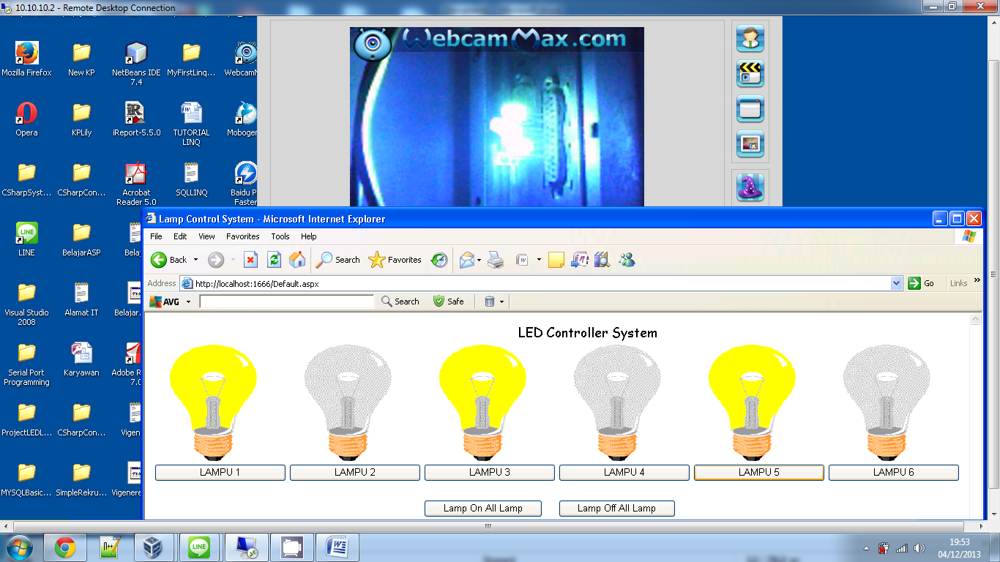 10.10.10.2 - Remote Desktop Connection
WebcamMax.com
Mozilla Firefox
New KP
NetBeans IDE
7.4
MyFirstLinq...
WebcamM
Opera
KPLily
iReport-5.5.0
TUTORIAL
LINQ
Moboge
CSharpSyst...
CSharpCon...
Acrobat
Reader 5.0
SQLLINQ
Baidu P
Faster
LINE
BelajarASP
Belaj
Visual Studio
2008
Alamat IT
Belajar.
Serial Port
Programming
Karyawan
Adobe R
7.0
ProjectLEDL...
CSharpCon...
Vigen
MYSQLBasic...
SimpleRekru...
Vigenere
Lamp Control System - Microsoft Internet Explorer
File Edit View Favorites Tools Help
Back Search Favorites
Address http://localhost:1666/Default.aspx Go Links »
AVG Search Safe
LED Controller System
LAMPU 1 LAMPU 2 LAMPU 3 LAMPU 4 LAMPU 5 LAMPU 6
Lamp On All Lamp Lamp Off All Lamp
LINE
19:53
04/12/2013